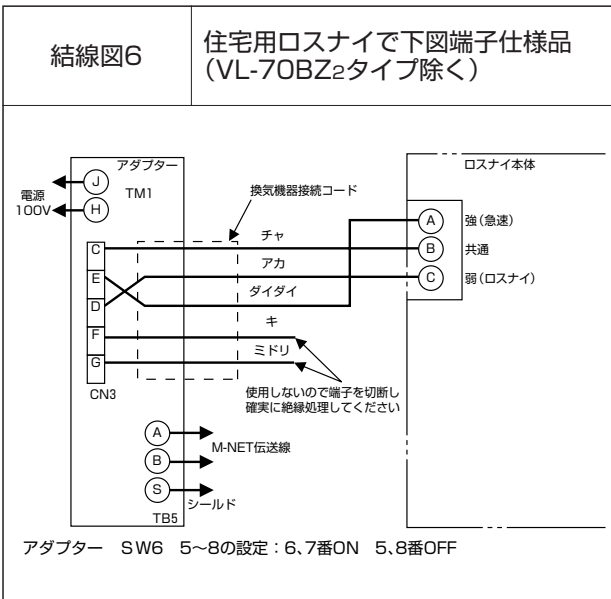 結線図6
住宅用ロスナイで下図端子仕様品
(VL-70BZ2タイプ除く)
アダプター
ロスナイ本体
電源
100V
J
TM1
H
換気機器接続コード
A
強(急速)
C
チャ
B
共通
E
アカ
C
弱(ロスナイ)
D
ダイダイ
F
キ
G
ミドリ
CN3
使用しないので端子を切断し
確実に絶縁処理してください
A
M-NET伝送線
B
S
シールド
TB5
アダプター SW6 5~8の設定:6、7番ON 5、8番OFF